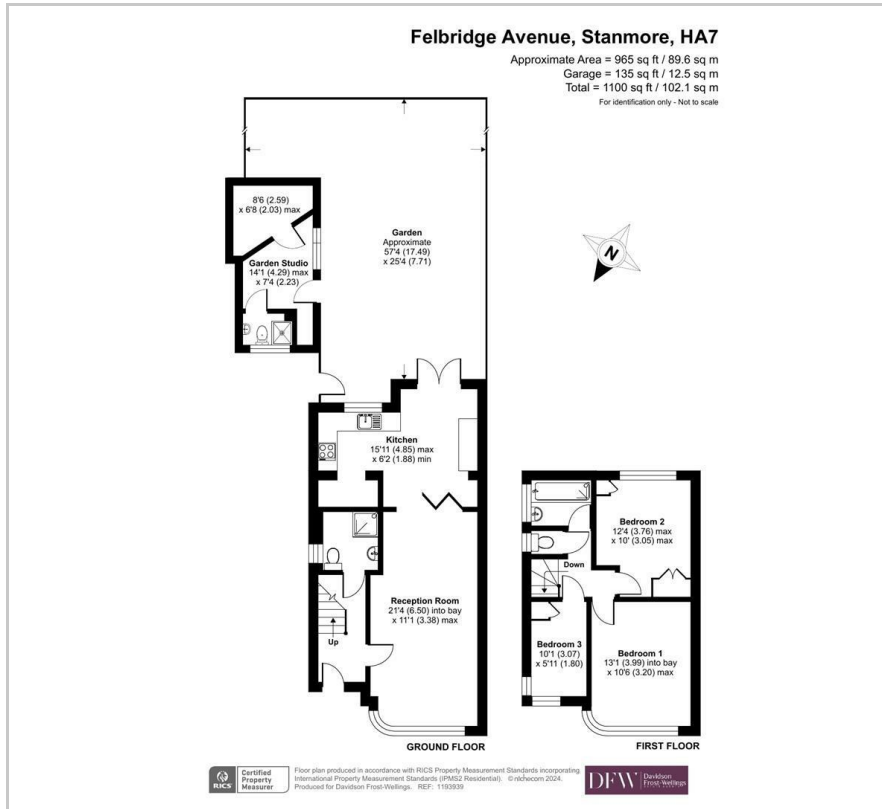 Felbridge Avenue, Stanmore, HA7
Approximate Area = 965 sq ft / 89.6 sq m
Garage = 135 sq ft / 12.5 sq m
Total = 1100 sq ft / 102.1 sq m
For identification only - Not to scale
8'6 (2.59)
x 6'8 (2.03) max
Garden Studio
14'1 (4.29) max
x 7'4 (2.23)
Garden
Approximate
57'4 (17.49)
x 25'4 (7.71)
N
Kitchen
15'11 (4.85) max
x 6'2 (1.88) min
Reception Room
21'4 (6.50) into bay
x 11'1 (3.38) max
Up
GROUND FLOOR
Bedroom 2
12'4 (3.76) max
x 10' (3.05) max
Down
Bedroom 3
10'1 (3.07)
x 5'11 (1.80)
Bedroom 1
13'1 (3.99) into bay
x 10'6 (3.20) max
FIRST FLOOR
RICS
Certified
Property
Measurer
Floor plan produced in accordance with RICS Property Measurement Standards incorporating
International Property Measurement Standards (IPMS2 Residential). © nichecom 2024.
Produced for Davidson Frost-Wellings. REF: 1193939
DFW
Davidson
Frost-Wellings